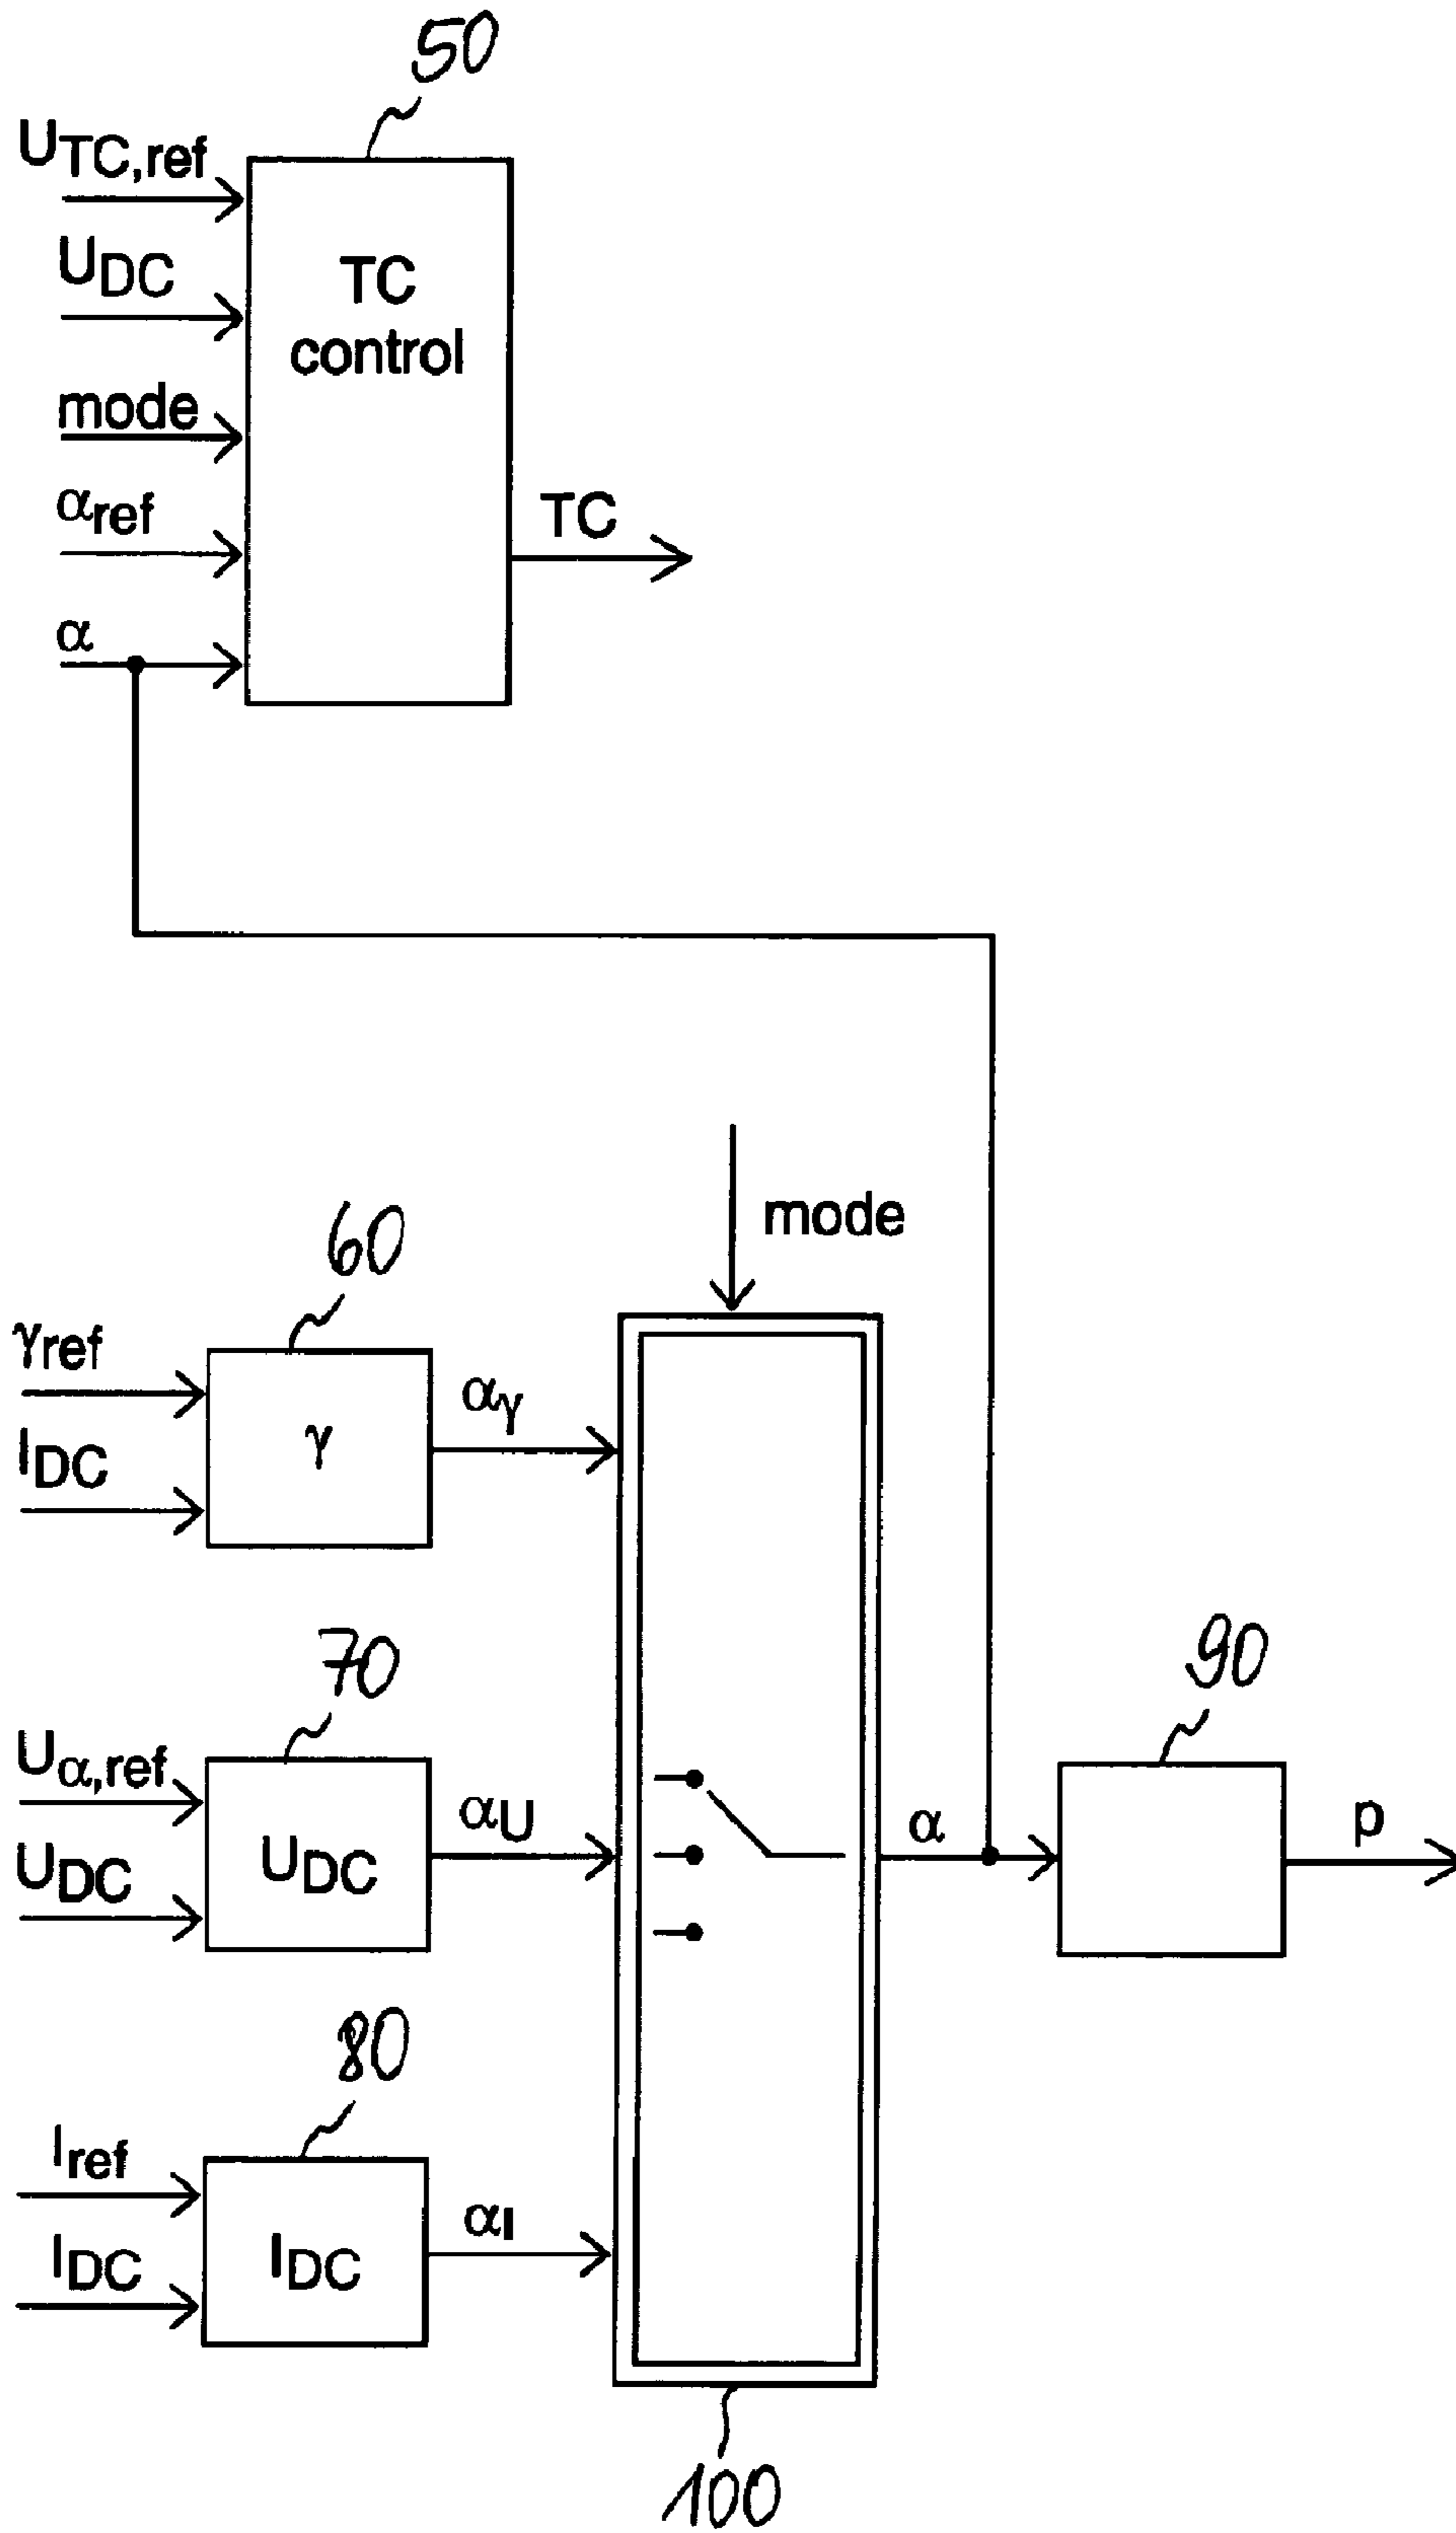 50
UTC,ref
UDC
TC
control
mode
αref
TC
α
mode
60
γref
αγ
IDC
γ
70
90
Uα,ref
αU
α
p
UDC
UDC
80
Iref
αI
IDC
IDC
100